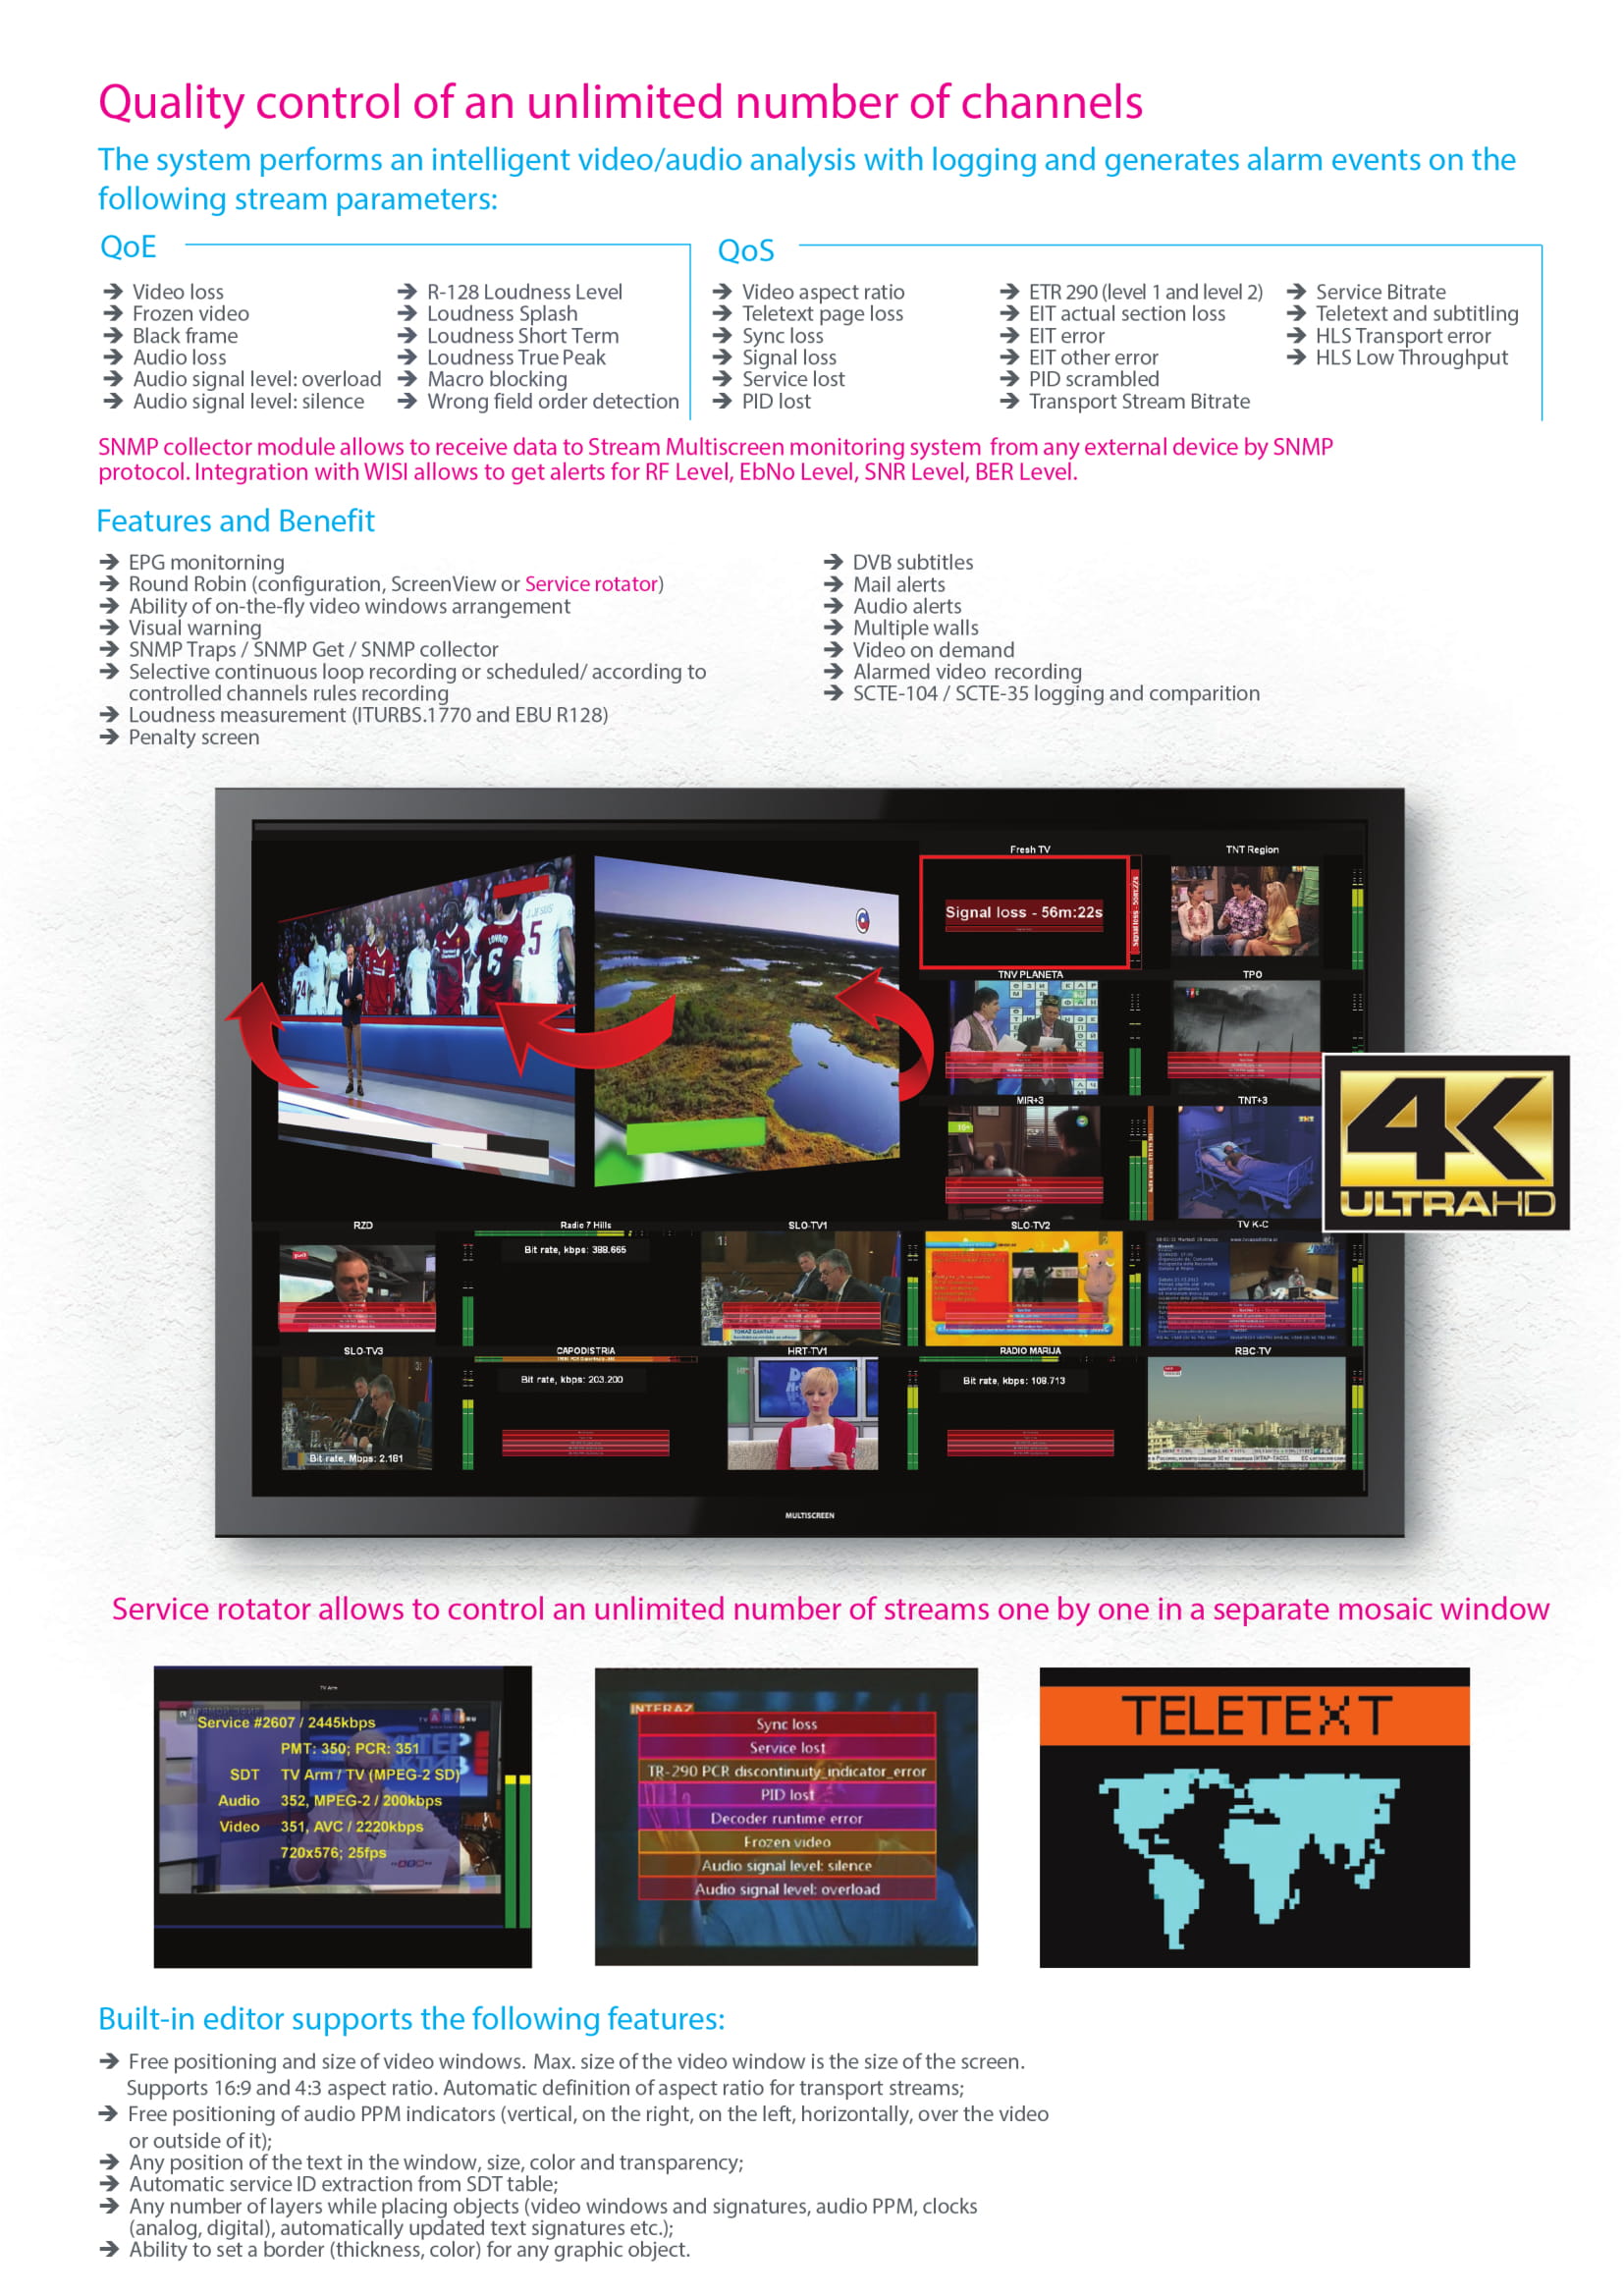 Quality control of an unlimited number of channels
The system performs an intelligent video/audio analysis with logging and generates alarm events on the
following stream parameters:
QoE
Video loss
Frozen video
Black frame
Audio loss
Audio signal level: overload
Audio signal level: silence
R-128 Loudness Level
Loudness Splash
Loudness Short Term
Loudness True Peak
Macro blocking
Wrong field order detection
QoS
Video aspect ratio
Teletext page loss
Sync loss
Signal loss
Service lost
PID lost
ETR 290 (level 1 and level 2)
EIT actual section loss
EIT error
EIT other error
PID scrambled
Transport Stream Bitrate
Service Bitrate
Teletext and subtitling
HLS Transport error
HLS Low Throughput
SNMP collector module allows to receive data to Stream Multiscreen monitoring system from any external device by SNMP
protocol. Integration with WISI allows to get alerts for RF Level, EbNo Level, SNR Level, BER Level.
Features and Benefit
EPG monitorning
Round Robin (configuration, ScreenView or Service rotator)
Ability of on-the-fly video windows arrangement
Visual warning
SNMP Traps / SNMP Get / SNMP collector
Selective continuous loop recording or scheduled/ according to
controlled channels rules recording
Loudness measurement (ITURBS.1770 and EBU R128)
Penalty screen
DVB subtitles
Mail alerts
Audio alerts
Multiple walls
Video on demand
Alarmed video recording
SCTE-104 / SCTE-35 logging and comparition
Fresh TV
TNT Region
Signal loss - 56m:22s
TNV PLANETA
TPO
MIR+3
TNT+3
4K
ULTRAHD
RZD
Radio 7 Hills
SLO-TV1
SLO-TV2
TV K-C
Bit rate, kbps: 388.665
SLO-TV3
CAPODISTRIA
HRT-TV1
RADIO MARIJA
RBC-TV
Bit rate, kbps: 203.200
Bit rate, kbps: 108.713
Bit rate, Mbps: 2.181
MULTISCREEN
Service rotator allows to control an unlimited number of streams one by one in a separate mosaic window
TV Arm
Service #2607 / 2445kbps
PMT: 350; PCR: 351
SDT TV Arm / TV (MPEG-2 SD)
Audio 352, MPEG-2 / 200kbps
Video 351, AVC / 2220kbps
720x576; 25fps
INTERAZ
Sync loss
Service lost
TR-290 PCR discontinuity_indicator_error
PID lost
Decoder runtime error
Frozen video
Audio signal level: silence
Audio signal level: overload
TELETEXT
Built-in editor supports the following features:
Free positioning and size of video windows. Max. size of the video window is the size of the screen.
Supports 16:9 and 4:3 aspect ratio. Automatic definition of aspect ratio for transport streams;
Free positioning of audio PPM indicators (vertical, on the right, on the left, horizontally, over the video
or outside of it);
Any position of the text in the window, size, color and transparency;
Automatic service ID extraction from SDT table;
Any number of layers while placing objects (video windows and signatures, audio PPM, clocks
(analog, digital), automatically updated text signatures etc.);
Ability to set a border (thickness, color) for any graphic object.